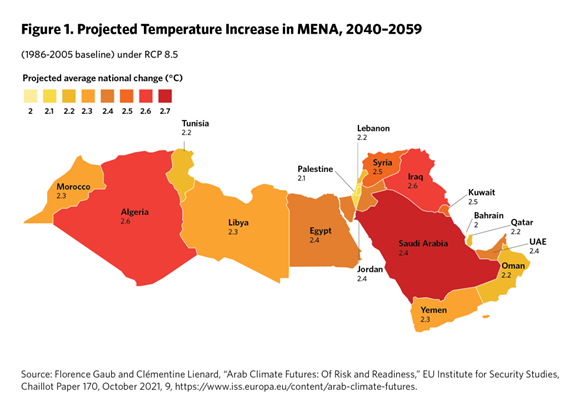 Figure 1. Projected Temperature Increase in MENA, 2040–2059
(1986-2005 baseline) under RCP 8.5
Projected average national change (°C)
2 2.1 2.2 2.3 2.4 2.5 2.6 2.7
Tunisia
2.2
Lebanon
2.2
Palestine
2.1
Syria
2.5
Iraq
2.6
Morocco
2.3
Kuwait
2.5
Algeria
2.6
Bahrain
2
Qatar
2.2
Libya
2.3
Egypt
2.4
Saudi Arabia
2.4
UAE
2.4
Jordan
2.4
Oman
2.2
Yemen
2.3
Source: Florence Gaub and Clémentine Lienard, “Arab Climate Futures: Of Risk and Readiness,” EU Institute for Security Studies,
Chaillot Paper 170, October 2021, 9, https://www.iss.europa.eu/content/arab-climate-futures.